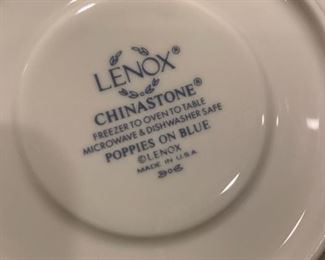 LENOX®
CHINASTONE®
FREEZER TO OVEN TO TABLE
MICROWAVE & DISHWASHER SAFE
POPPIES ON BLUE
©LENOX
MADE IN U.S.A.